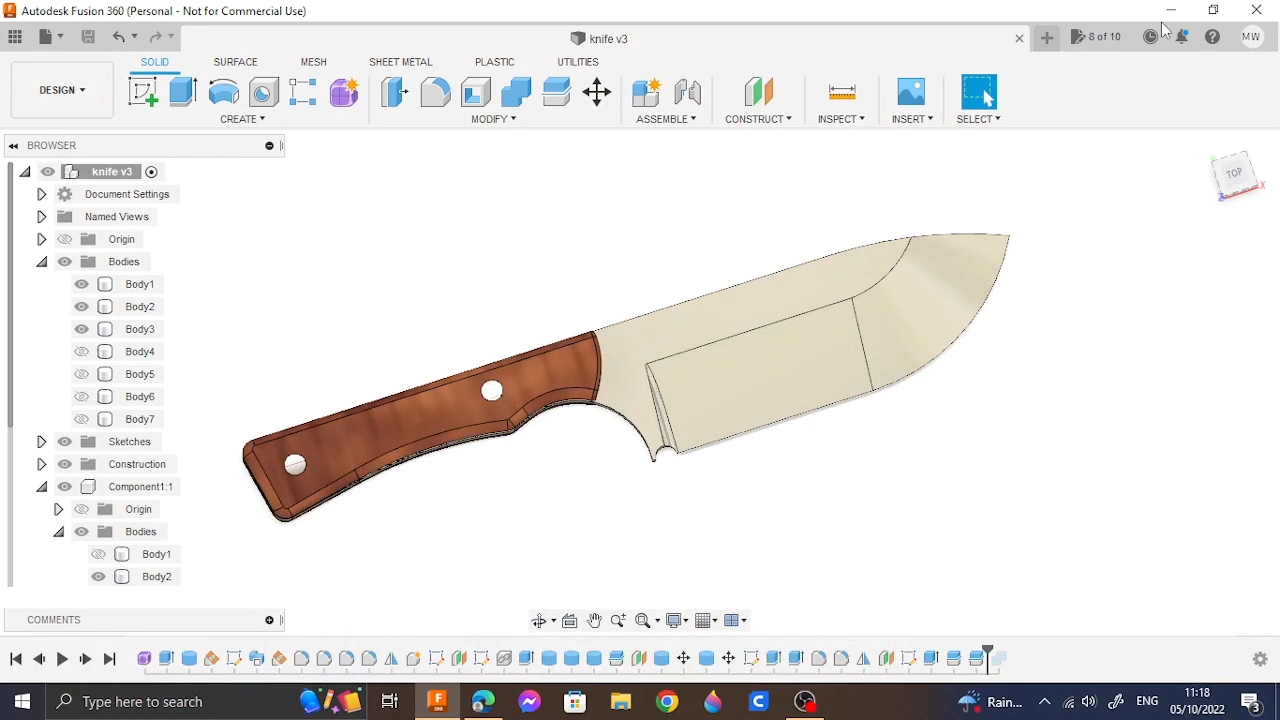 Autodesk Fusion 360 (Personal - Not for Commercial Use)
knife v3
8 of 10
MW
SOLID SURFACE MESH SHEET METAL PLASTIC UTILITIES
DESIGN
CREATE MODIFY ASSEMBLE CONSTRUCT INSPECT INSERT SELECT
BROWSER
TOP
Z X
knife v3
Document Settings
Named Views
Origin
Bodies
Body1
Body2
Body3
Body4
Body5
Body6
Body7
Sketches
Construction
Component1:1
Origin
Bodies
Body1
Body2
COMMENTS
Type here to search
Rain...
ENG
11:18
05/10/2022
3